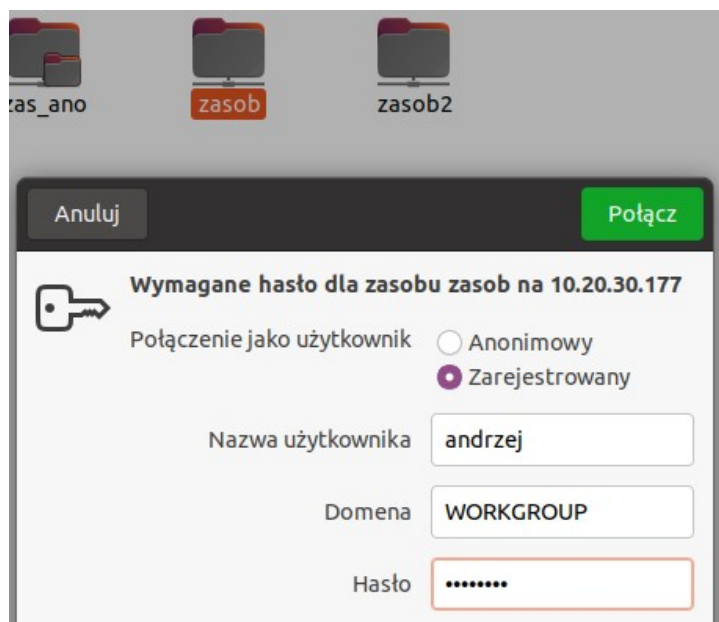 zas_ano
zasob
zasob2
Anuluj
Połącz
Wymagane hasło dla zasobu zasob na 10.20.30.177
Połączenie jako użytkownik
Anonimowy
Zarejestrowany
Nazwa użytkownika
andrzej
Domena
WORKGROUP
Hasło
••••••••